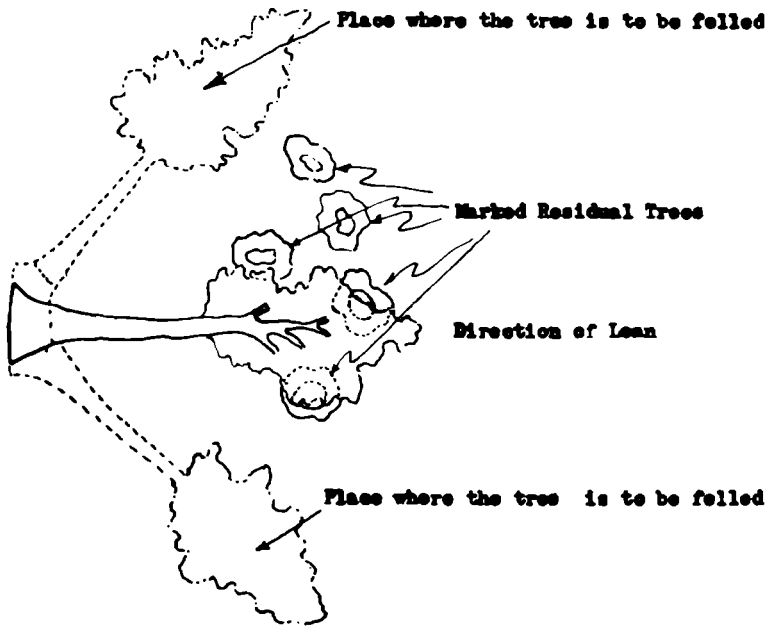 Place where the tree is to be felled
Marked Residual Trees
Direction of Lean
Place where the tree is to be felled